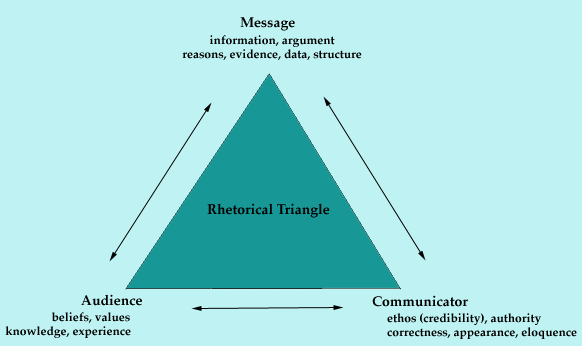 Message
information, argument
reasons, evidence, data, structure
Rhetorical Triangle
Audience
beliefs, values
knowledge, experience
Communicator
ethos (credibility), authority
correctness, appearance, eloquence